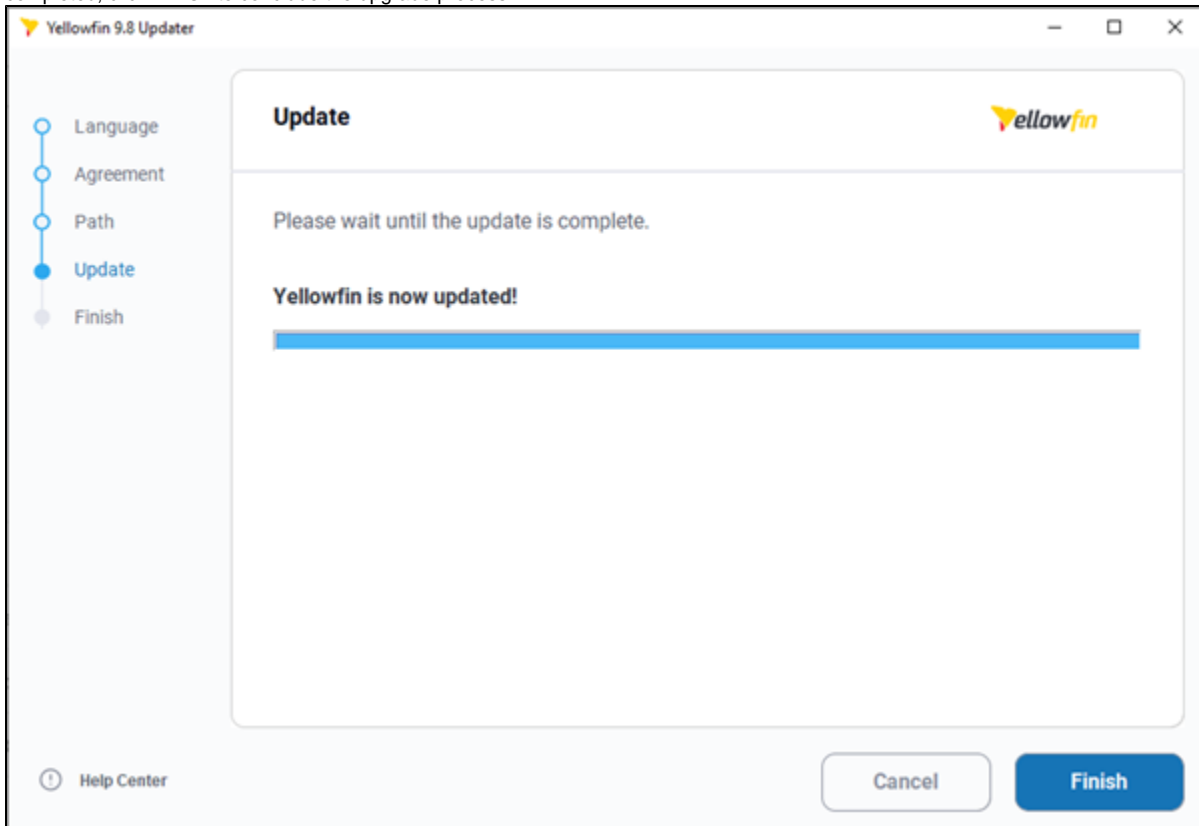 Yellowfin 9.8 Updater
Language
Agreement
Path
Update
Finish
Update
Yellowfin
Please wait until the update is complete.
Yellowfin is now updated!
Help Center
Cancel
Finish